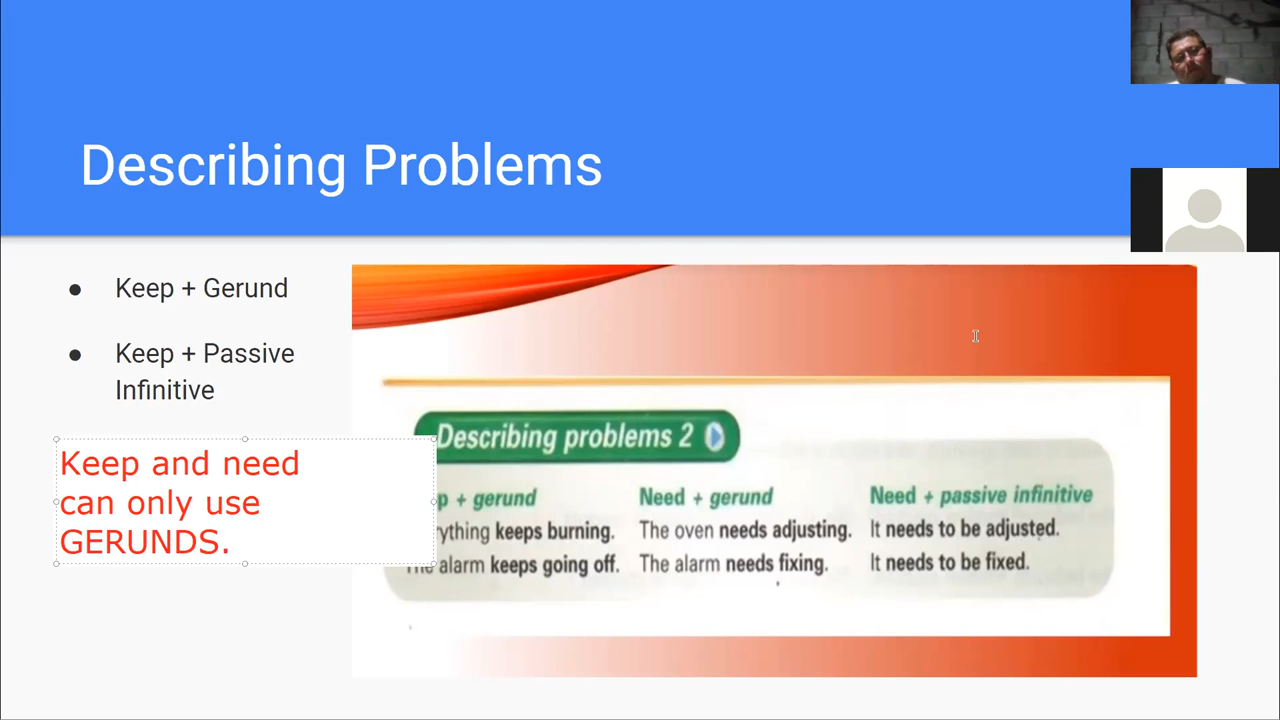 Describing Problems
● Keep + Gerund
● Keep + Passive
Infinitive
Keep and need
can only use
GERUNDS.
Describing problems 2
p + gerund
rything keeps burning.
alarm keeps going off.
Need + gerund
The oven needs adjusting.
The alarm needs fixing.
Need + passive infinitive
It needs to be adjusted.
It needs to be fixed.